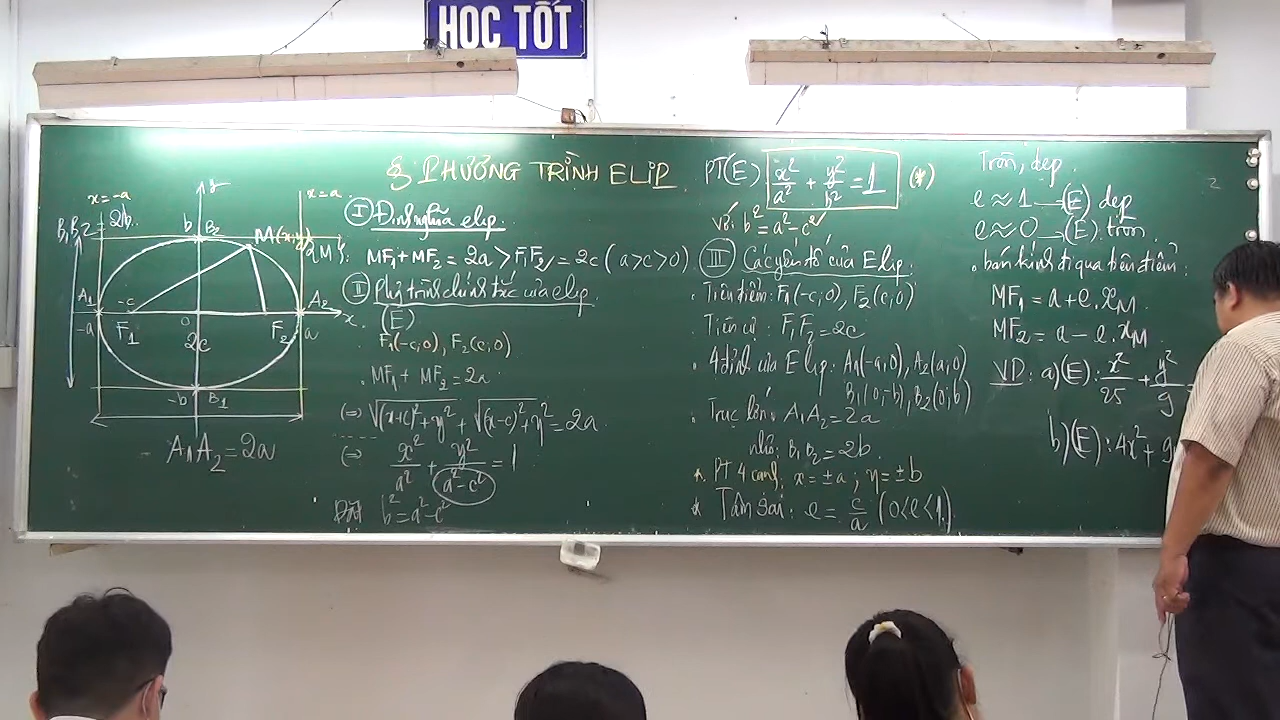 HỌC TỐT
§ PHƯƠNG TRÌNH ELIP
x=-a
y
x=a
B₁B₂=2b
b
B₂
M(x;y)
A₁
-a
-c
F₁
O
2c
F₂
A₂
a
x
-b
B₁
A₁A₂=2a
I Định nghĩa elip
MF₁+MF₂=2a>F₁F₂=2c (a>c>0)
II Phg trình chính tắc của elip
(E)
F₁(-c;0), F₂(c;0)
. MF₁+MF₂=2a
⇔ √((x+c)²+y²) + √((x-c)²+y²) = 2a
⇔ x²/a² + y²/(a²-c²) = 1
Đặt b²=a²-c²
PT(E) x²/a² + y²/b² = 1 (*)
Với b²=a²-c²
III Các yếu tố của Elip:
. Tiêu điểm: F₁(-c;0), F₂(c;0)
. Tiêu cự: F₁F₂=2c
. 4 đỉnh của Elip: A₁(-a;0), A₂(a;0)
B₁(0;-b), B₂(0;b)
. Trục lớn: A₁A₂=2a
nhỏ: B₁B₂=2b
* PT 4 cạnh: x=±a; y=±b
* Tâm sai: e = c/a (0<e<1)
Tròn, dẹp
e≈1 → (E) dẹp
e≈0 → (E) tròn
. bán kính đi qua tiêu điểm:
MF₁ = a+e.x_M
MF₂ = a-e.x_M
VD: a) (E): x²/25 + y²/9 =
b) (E): 4x² + 9